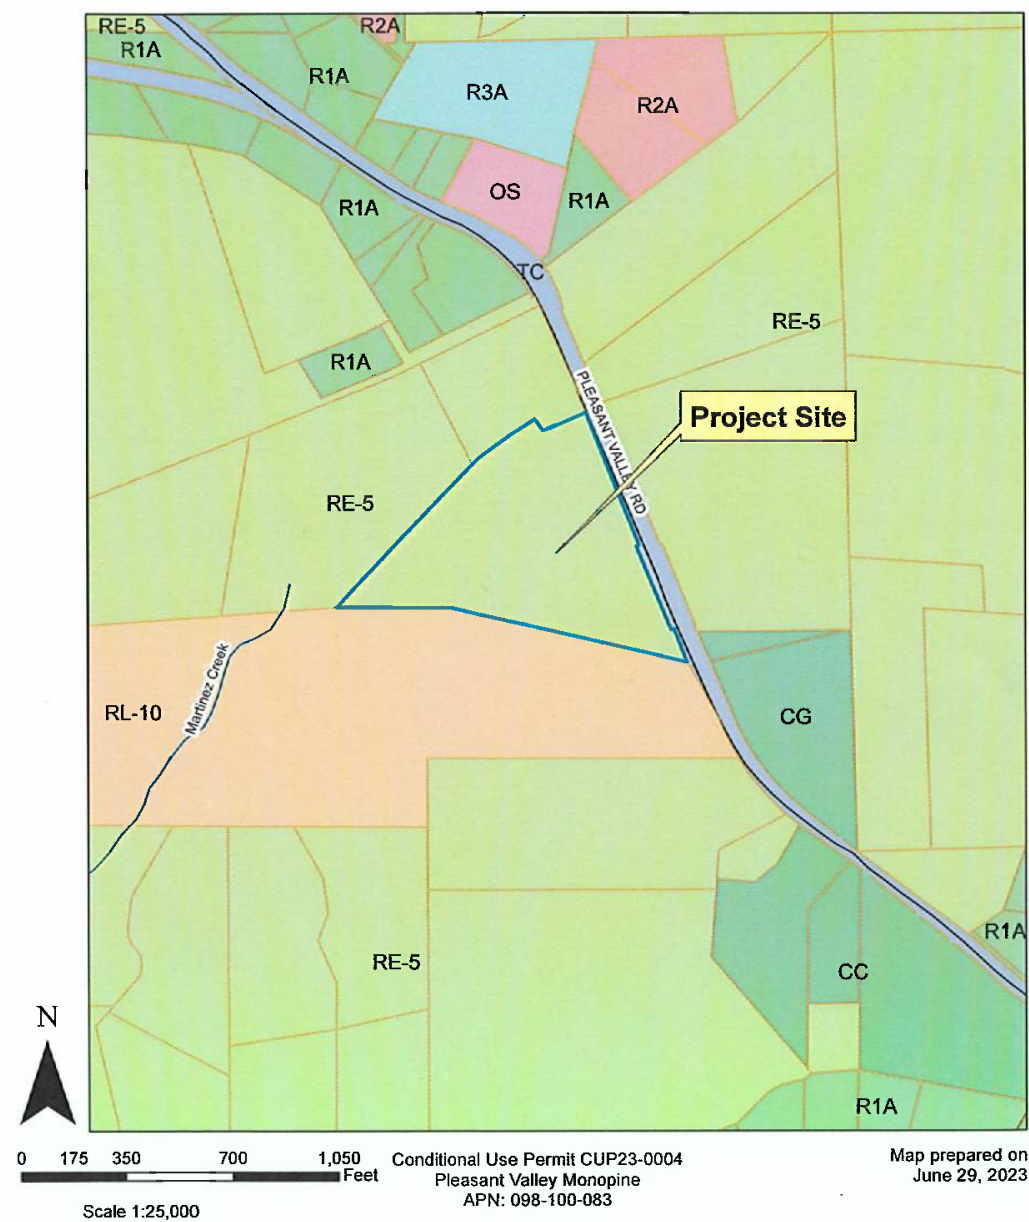 RE-5
R2A
R1A
R1A
R3A
R2A
OS
R1A
R1A
TC
RE-5
R1A
PLEASANT VALLEY RD
Project Site
RE-5
Martinez Creek
RL-10
CG
R1A
RE-5
CC
N
R1A
0 175 350 700 1,050
Feet
Scale 1:25,000
Conditional Use Permit CUP23-0004
Pleasant Valley Monopine
APN: 098-100-083
Map prepared on
June 29, 2023